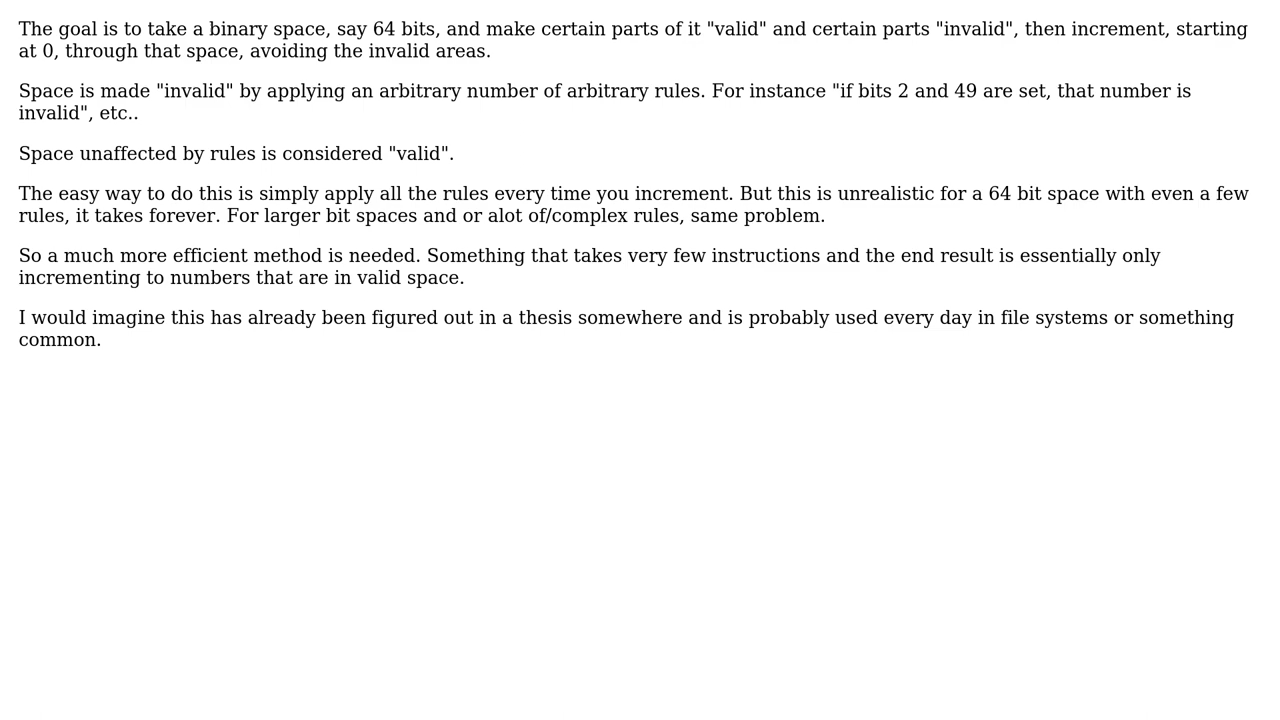 The goal is to take a binary space, say 64 bits, and make certain parts of it "valid" and certain parts "invalid", then increment, starting
at 0, through that space, avoiding the invalid areas.
Space is made "invalid" by applying an arbitrary number of arbitrary rules. For instance "if bits 2 and 49 are set, that number is
invalid", etc..
Space unaffected by rules is considered "valid".
The easy way to do this is simply apply all the rules every time you increment. But this is unrealistic for a 64 bit space with even a few
rules, it takes forever. For larger bit spaces and or alot of/complex rules, same problem.
So a much more efficient method is needed. Something that takes very few instructions and the end result is essentially only
incrementing to numbers that are in valid space.
I would imagine this has already been figured out in a thesis somewhere and is probably used every day in file systems or something
common.